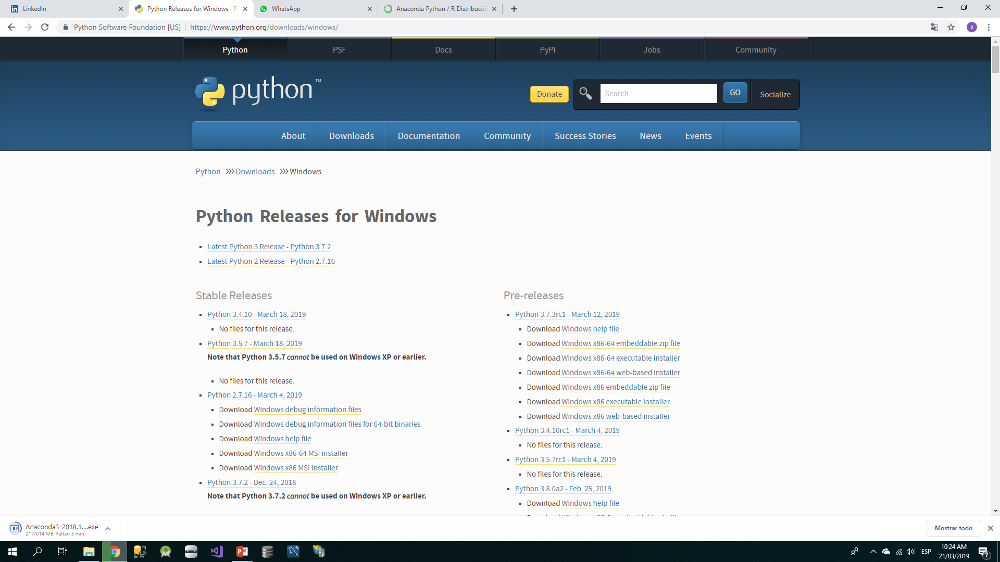 LinkedIn
Python Releases for Windows | Py
WhatsApp
Anaconda Python / R Distribució
Python Software Foundation [US] | https://www.python.org/downloads/windows/
a
Python
PSF
Docs
PyPI
Jobs
Community
python™
Donate
Search
GO
Socialize
About
Downloads
Documentation
Community
Success Stories
News
Events
Python >>> Downloads >>> Windows
Python Releases for Windows
Latest Python 3 Release - Python 3.7.2
Latest Python 2 Release - Python 2.7.16
Stable Releases
Python 3.4.10 - March 18, 2019
No files for this release.
Python 3.5.7 - March 18, 2019
Note that Python 3.5.7 cannot be used on Windows XP or earlier.
No files for this release.
Python 2.7.16 - March 4, 2019
Download Windows debug information files
Download Windows debug information files for 64-bit binaries
Download Windows help file
Download Windows x86-64 MSI installer
Download Windows x86 MSI installer
Python 3.7.2 - Dec. 24, 2018
Note that Python 3.7.2 cannot be used on Windows XP or earlier.
Pre-releases
Python 3.7.3rc1 - March 12, 2019
Download Windows help file
Download Windows x86-64 embeddable zip file
Download Windows x86-64 executable installer
Download Windows x86-64 web-based installer
Download Windows x86 embeddable zip file
Download Windows x86 executable installer
Download Windows x86 web-based installer
Python 3.4.10rc1 - March 4, 2019
No files for this release.
Python 3.5.7rc1 - March 4, 2019
No files for this release.
Python 3.8.0a2 - Feb. 25, 2019
Download Windows help file
Anaconda3-2018.1....exe
217/614 MB, Faltan 3 min.
Mostrar todo
ESP
10:24 AM
21/03/2019
7